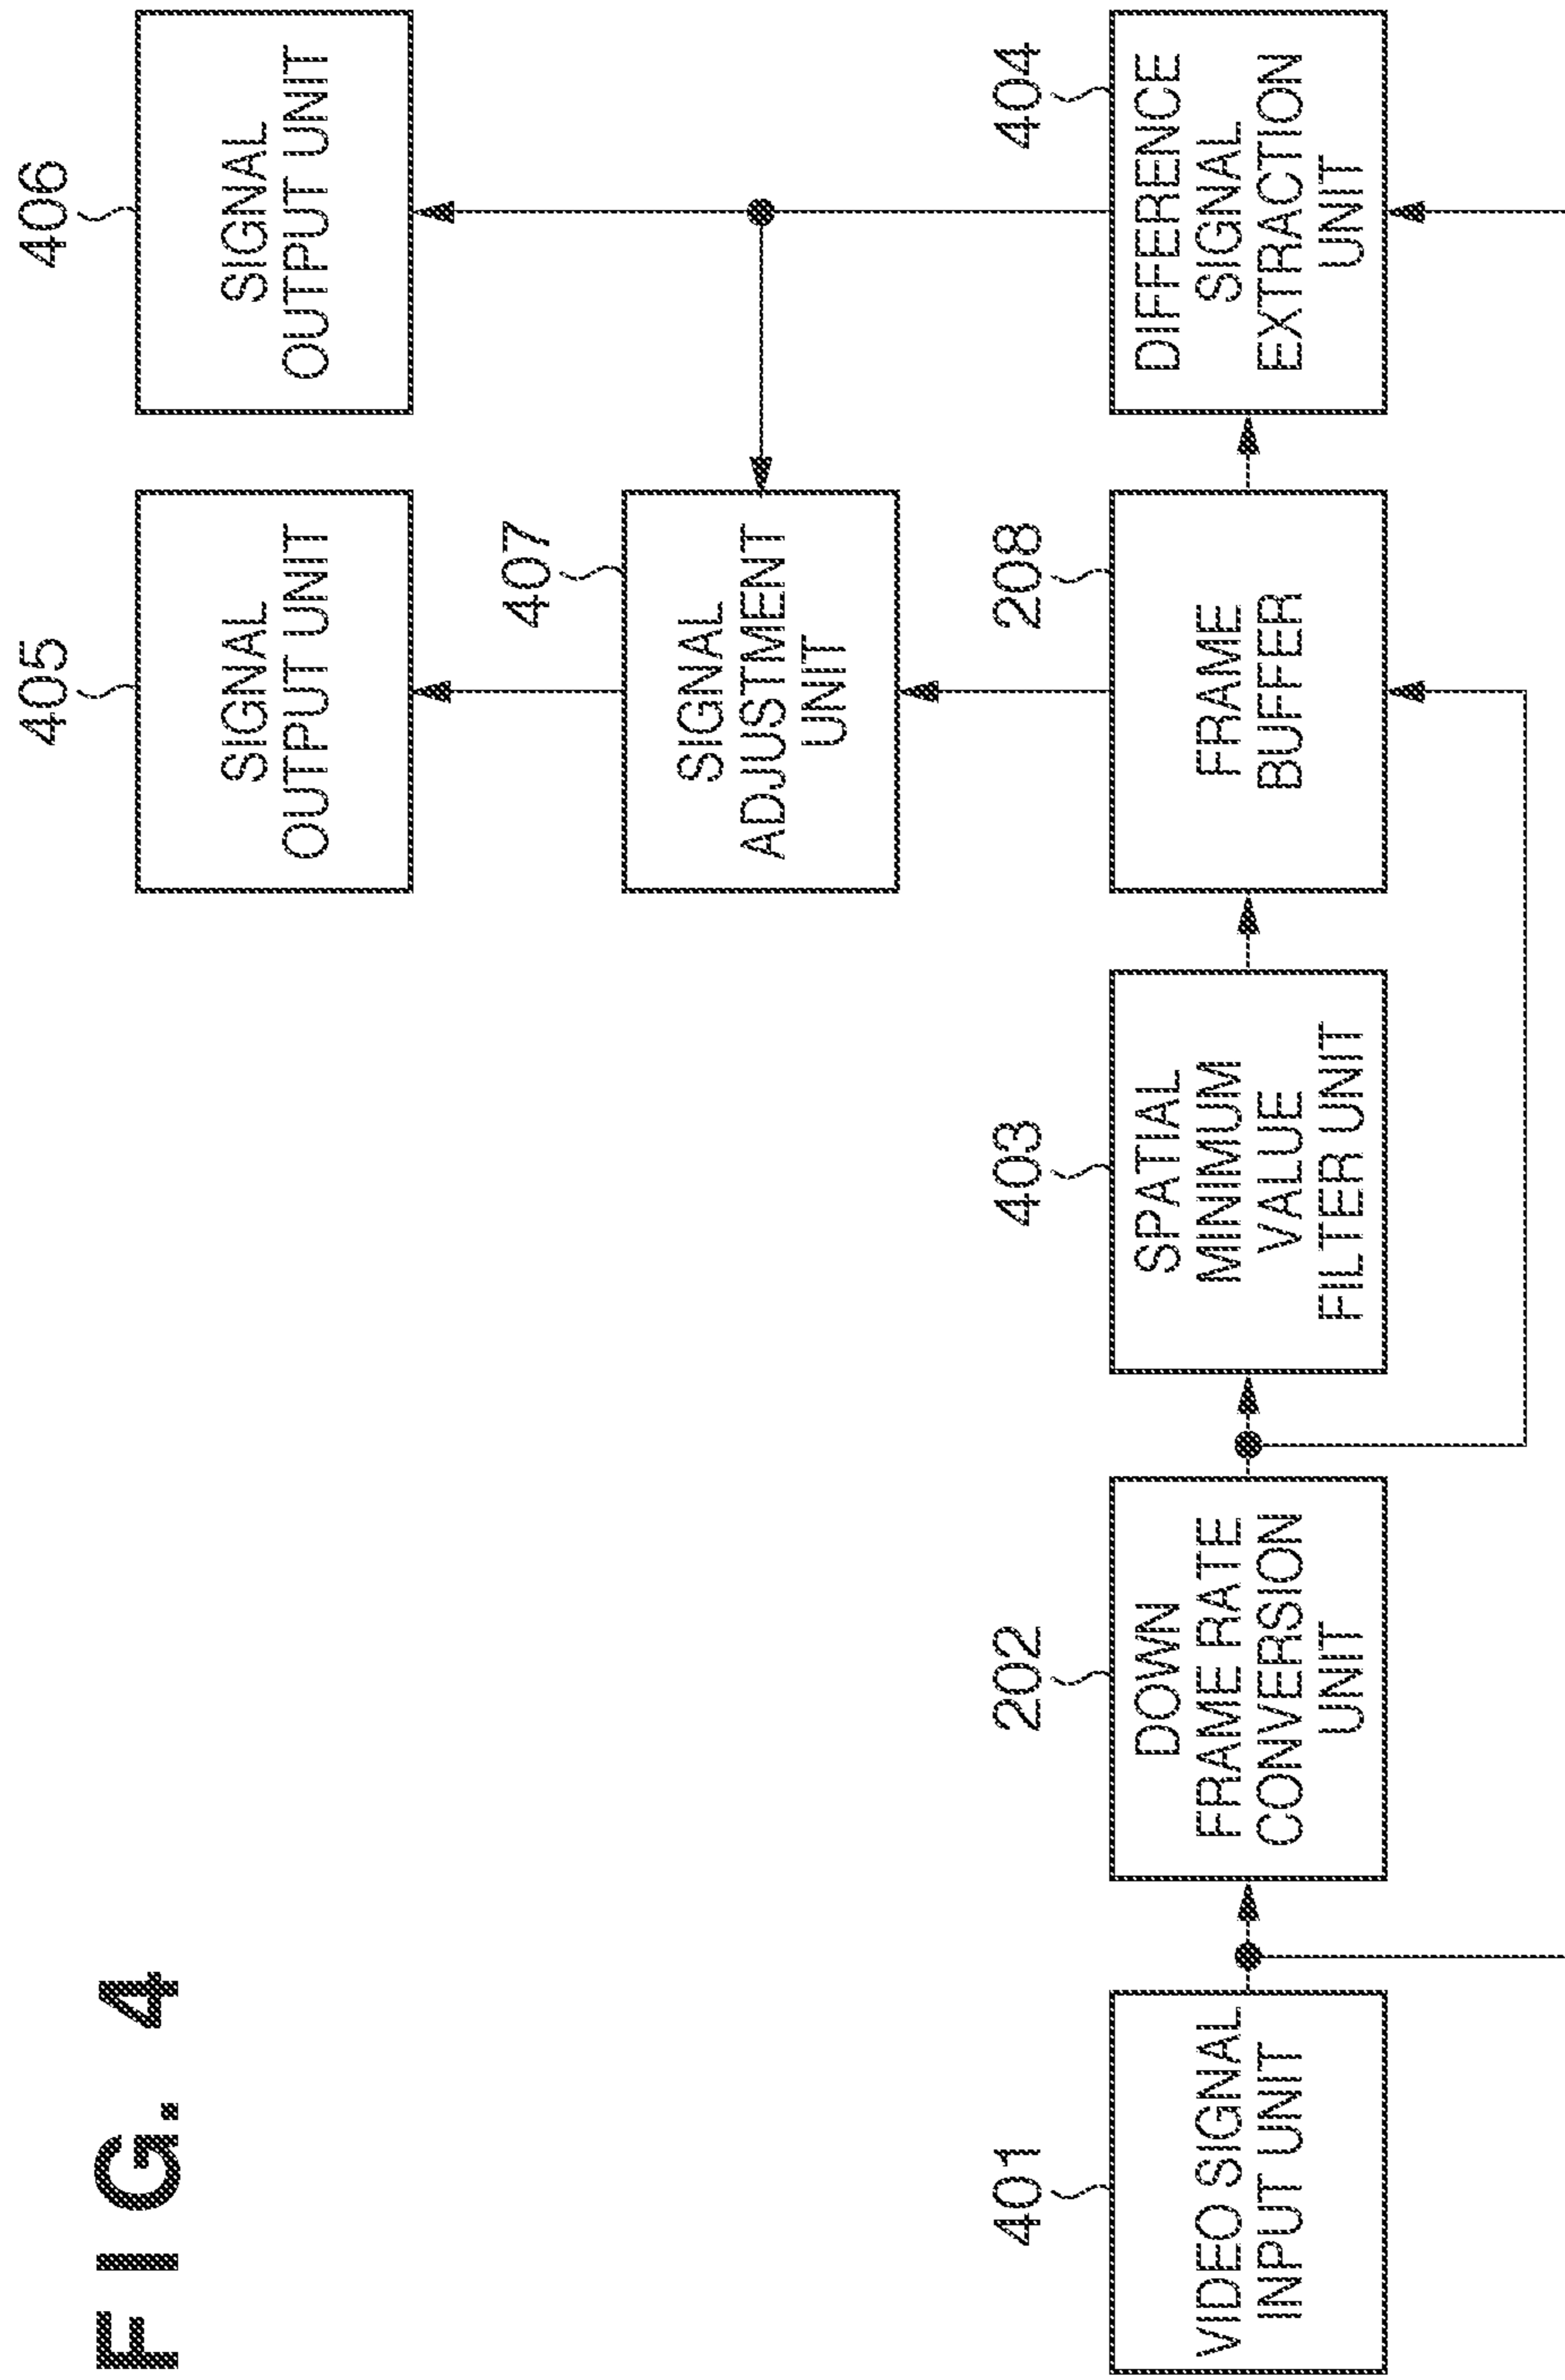 FIG. 4
405
SIGNAL
OUTPUT UNIT
406
SIGNAL
OUTPUT UNIT
407
SIGNAL
ADJUSTMENT
UNIT
401
VIDEO SIGNAL
INPUT UNIT
202
DOWN
FRAME RATE
CONVERSION
UNIT
403
SPATIAL
MINIMUM
VALUE
FILTER UNIT
208
FRAME
BUFFER
404
DIFFERENCE
SIGNAL
EXTRACTION
UNIT